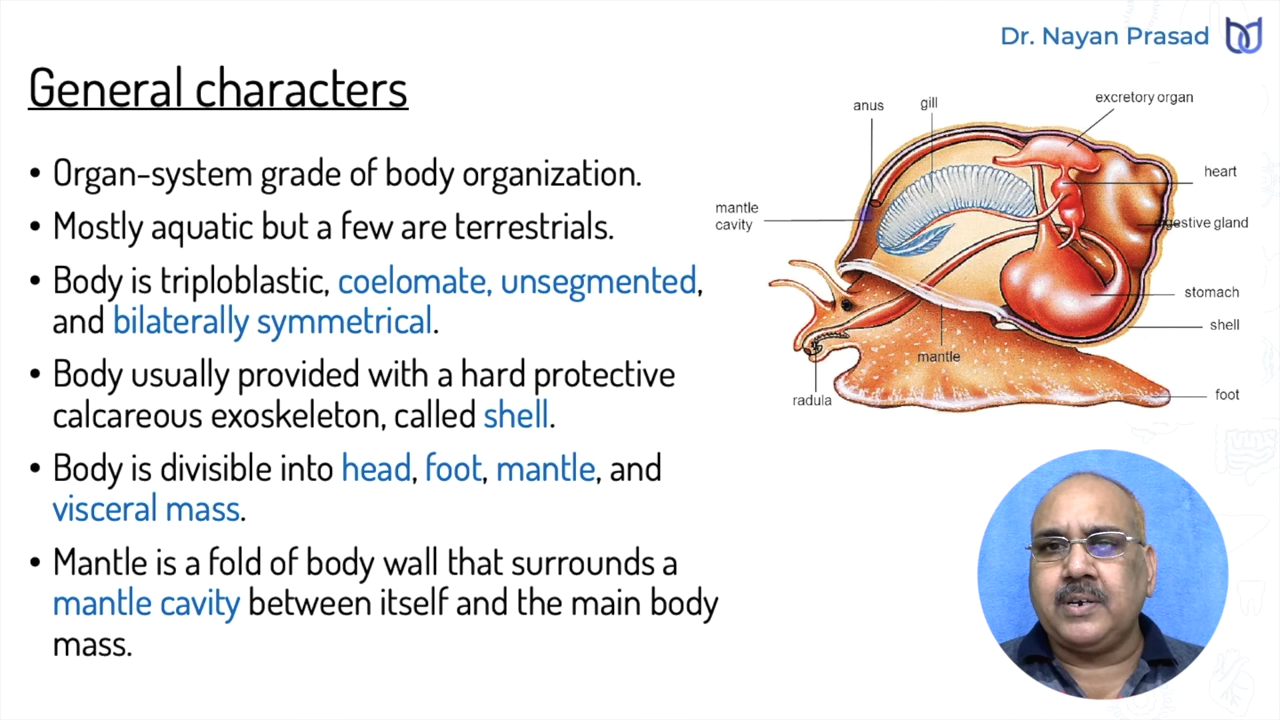 Dr. Nayan Prasad
General characters
• Organ-system grade of body organization.
• Mostly aquatic but a few are terrestrials.
• Body is triploblastic, coelomate, unsegmented,
and bilaterally symmetrical.
• Body usually provided with a hard protective
calcareous exoskeleton, called shell.
• Body is divisible into head, foot, mantle, and
visceral mass.
• Mantle is a fold of body wall that surrounds a
mantle cavity between itself and the main body
mass.
anus
gill
excretory organ
heart
mantle
cavity
gestive gland
stomach
shell
mantle
foot
radula